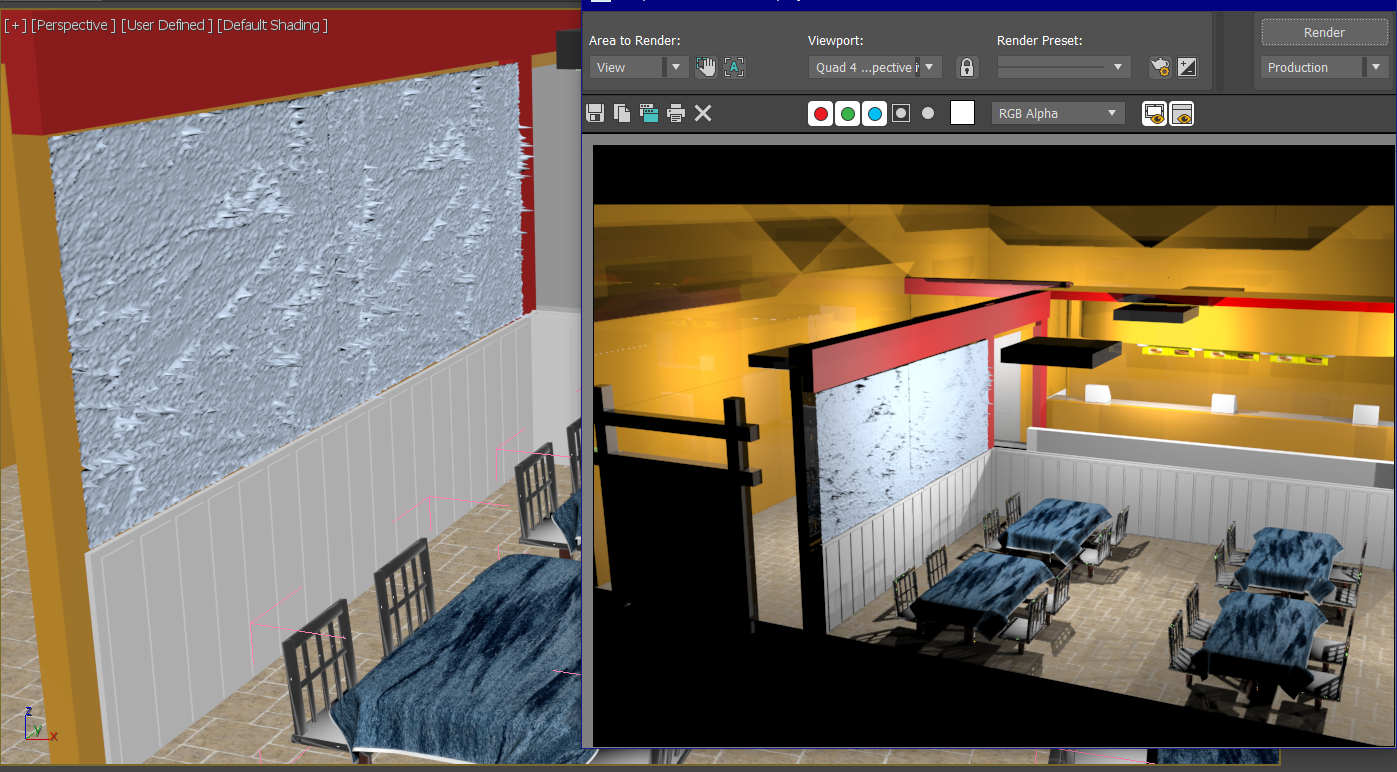 [ + ] [Perspective ] [User Defined ] [Default Shading ]
Area to Render:
Viewport:
Render Preset:
Render
View
Quad 4 ...pective
Production
RGB Alpha
z
y
x